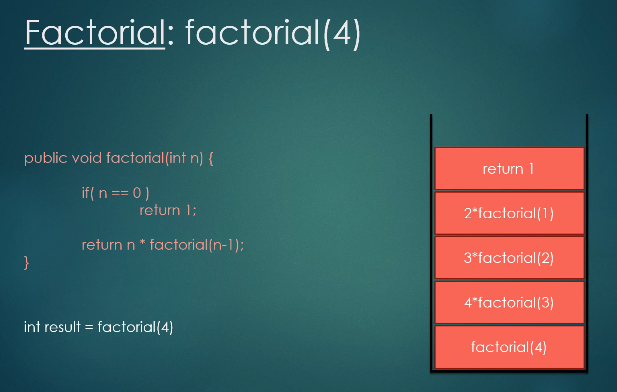 Factorial: factorial(4)
public void factorial(int n) {
if( n == 0 )
return 1;
return n * factorial(n-1);
}
int result = factorial(4)
return 1
2*factorial(1)
3*factorial(2)
4*factorial(3)
factorial(4)